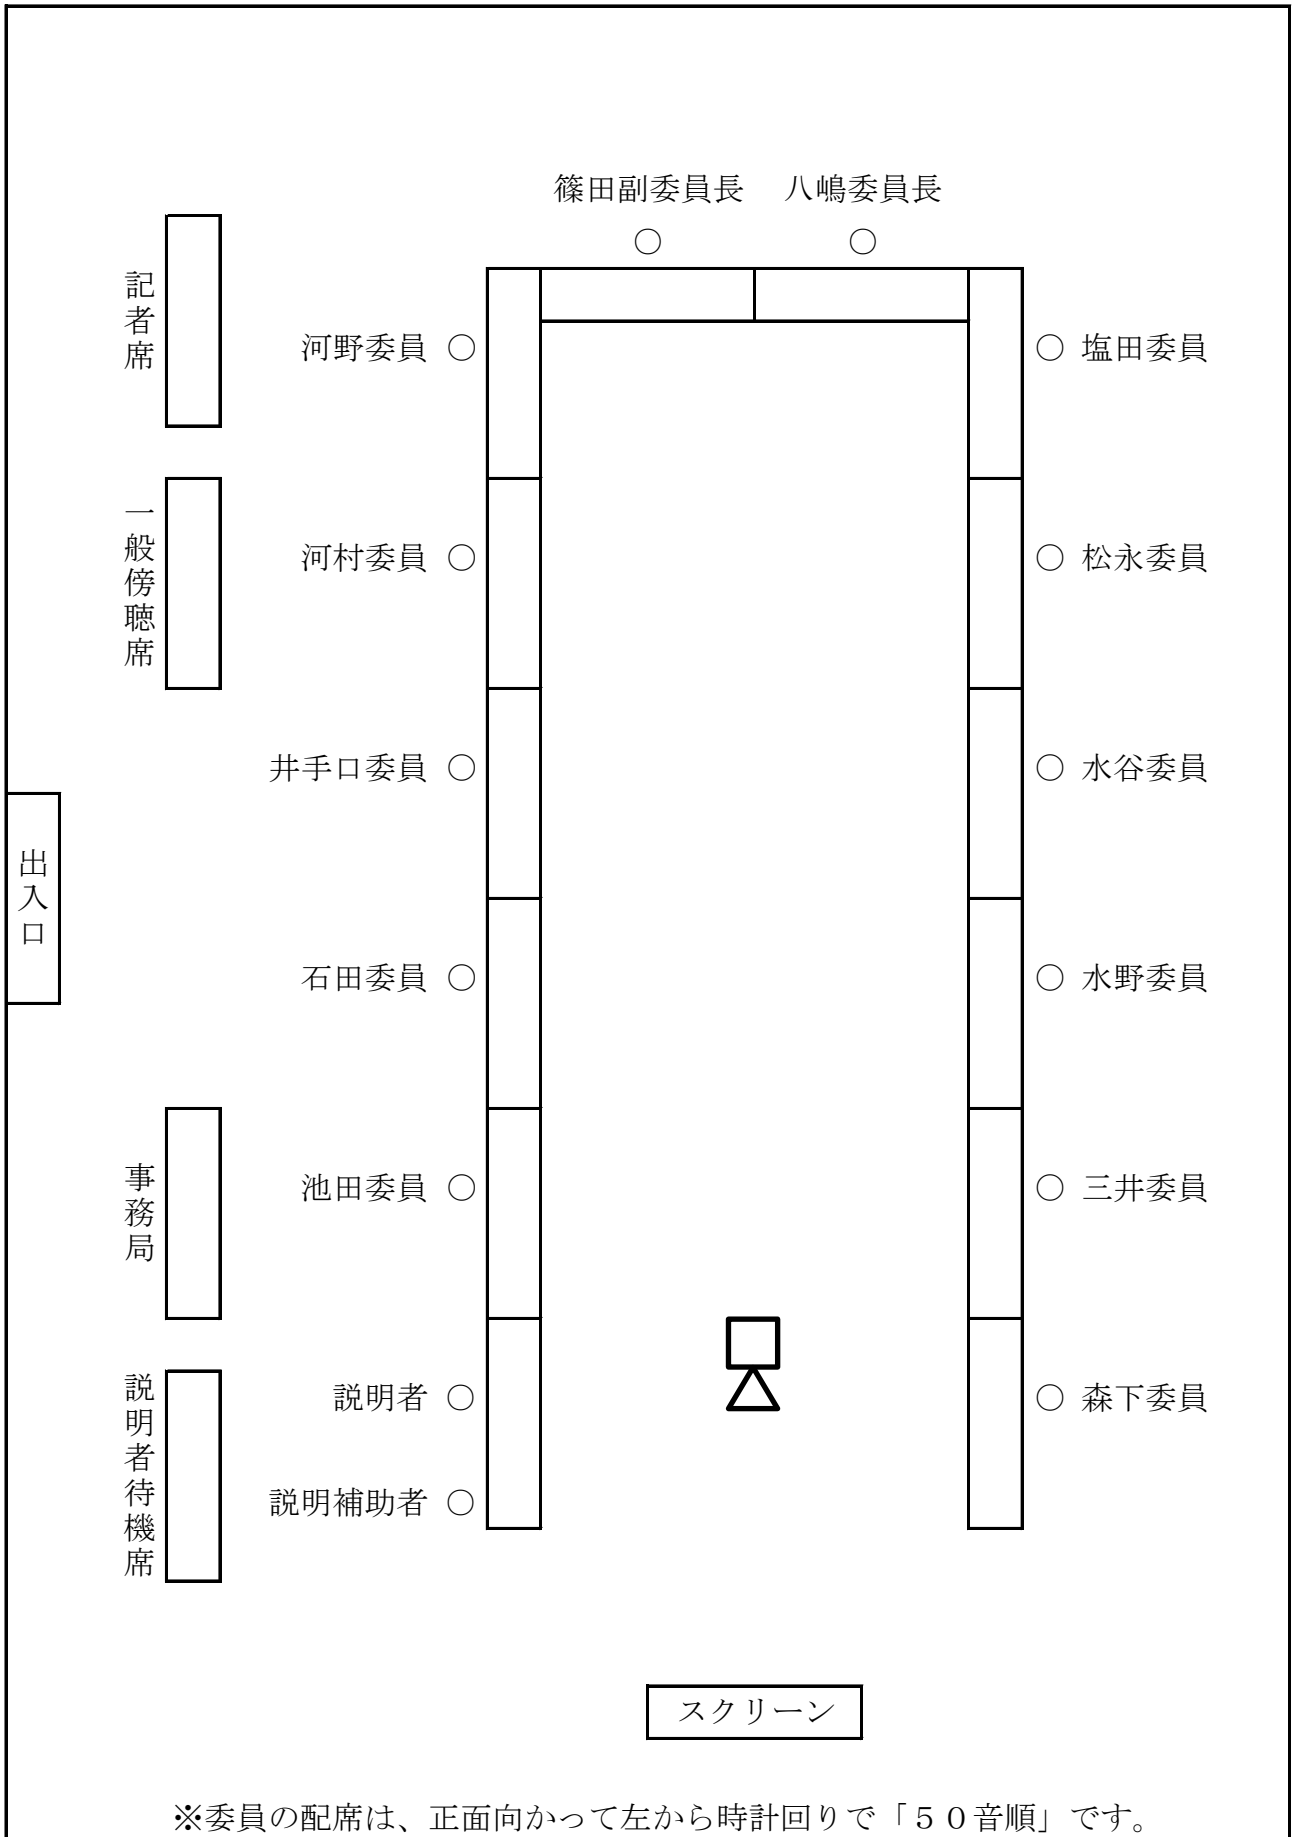 篠田副委員長 八嶋委員長
記者席
河野委員 ○
○ 塩田委員
一般傍聴席
河村委員 ○
○ 松永委員
井手口委員 ○
○ 水谷委員
出入口
石田委員 ○
○ 水野委員
事務局
池田委員 ○
○ 三井委員
説明者待機席
説明者 ○
○ 森下委員
説明補助者 ○
スクリーン
※委員の配席は、正面向かって左から時計回りで「５０音順」です。